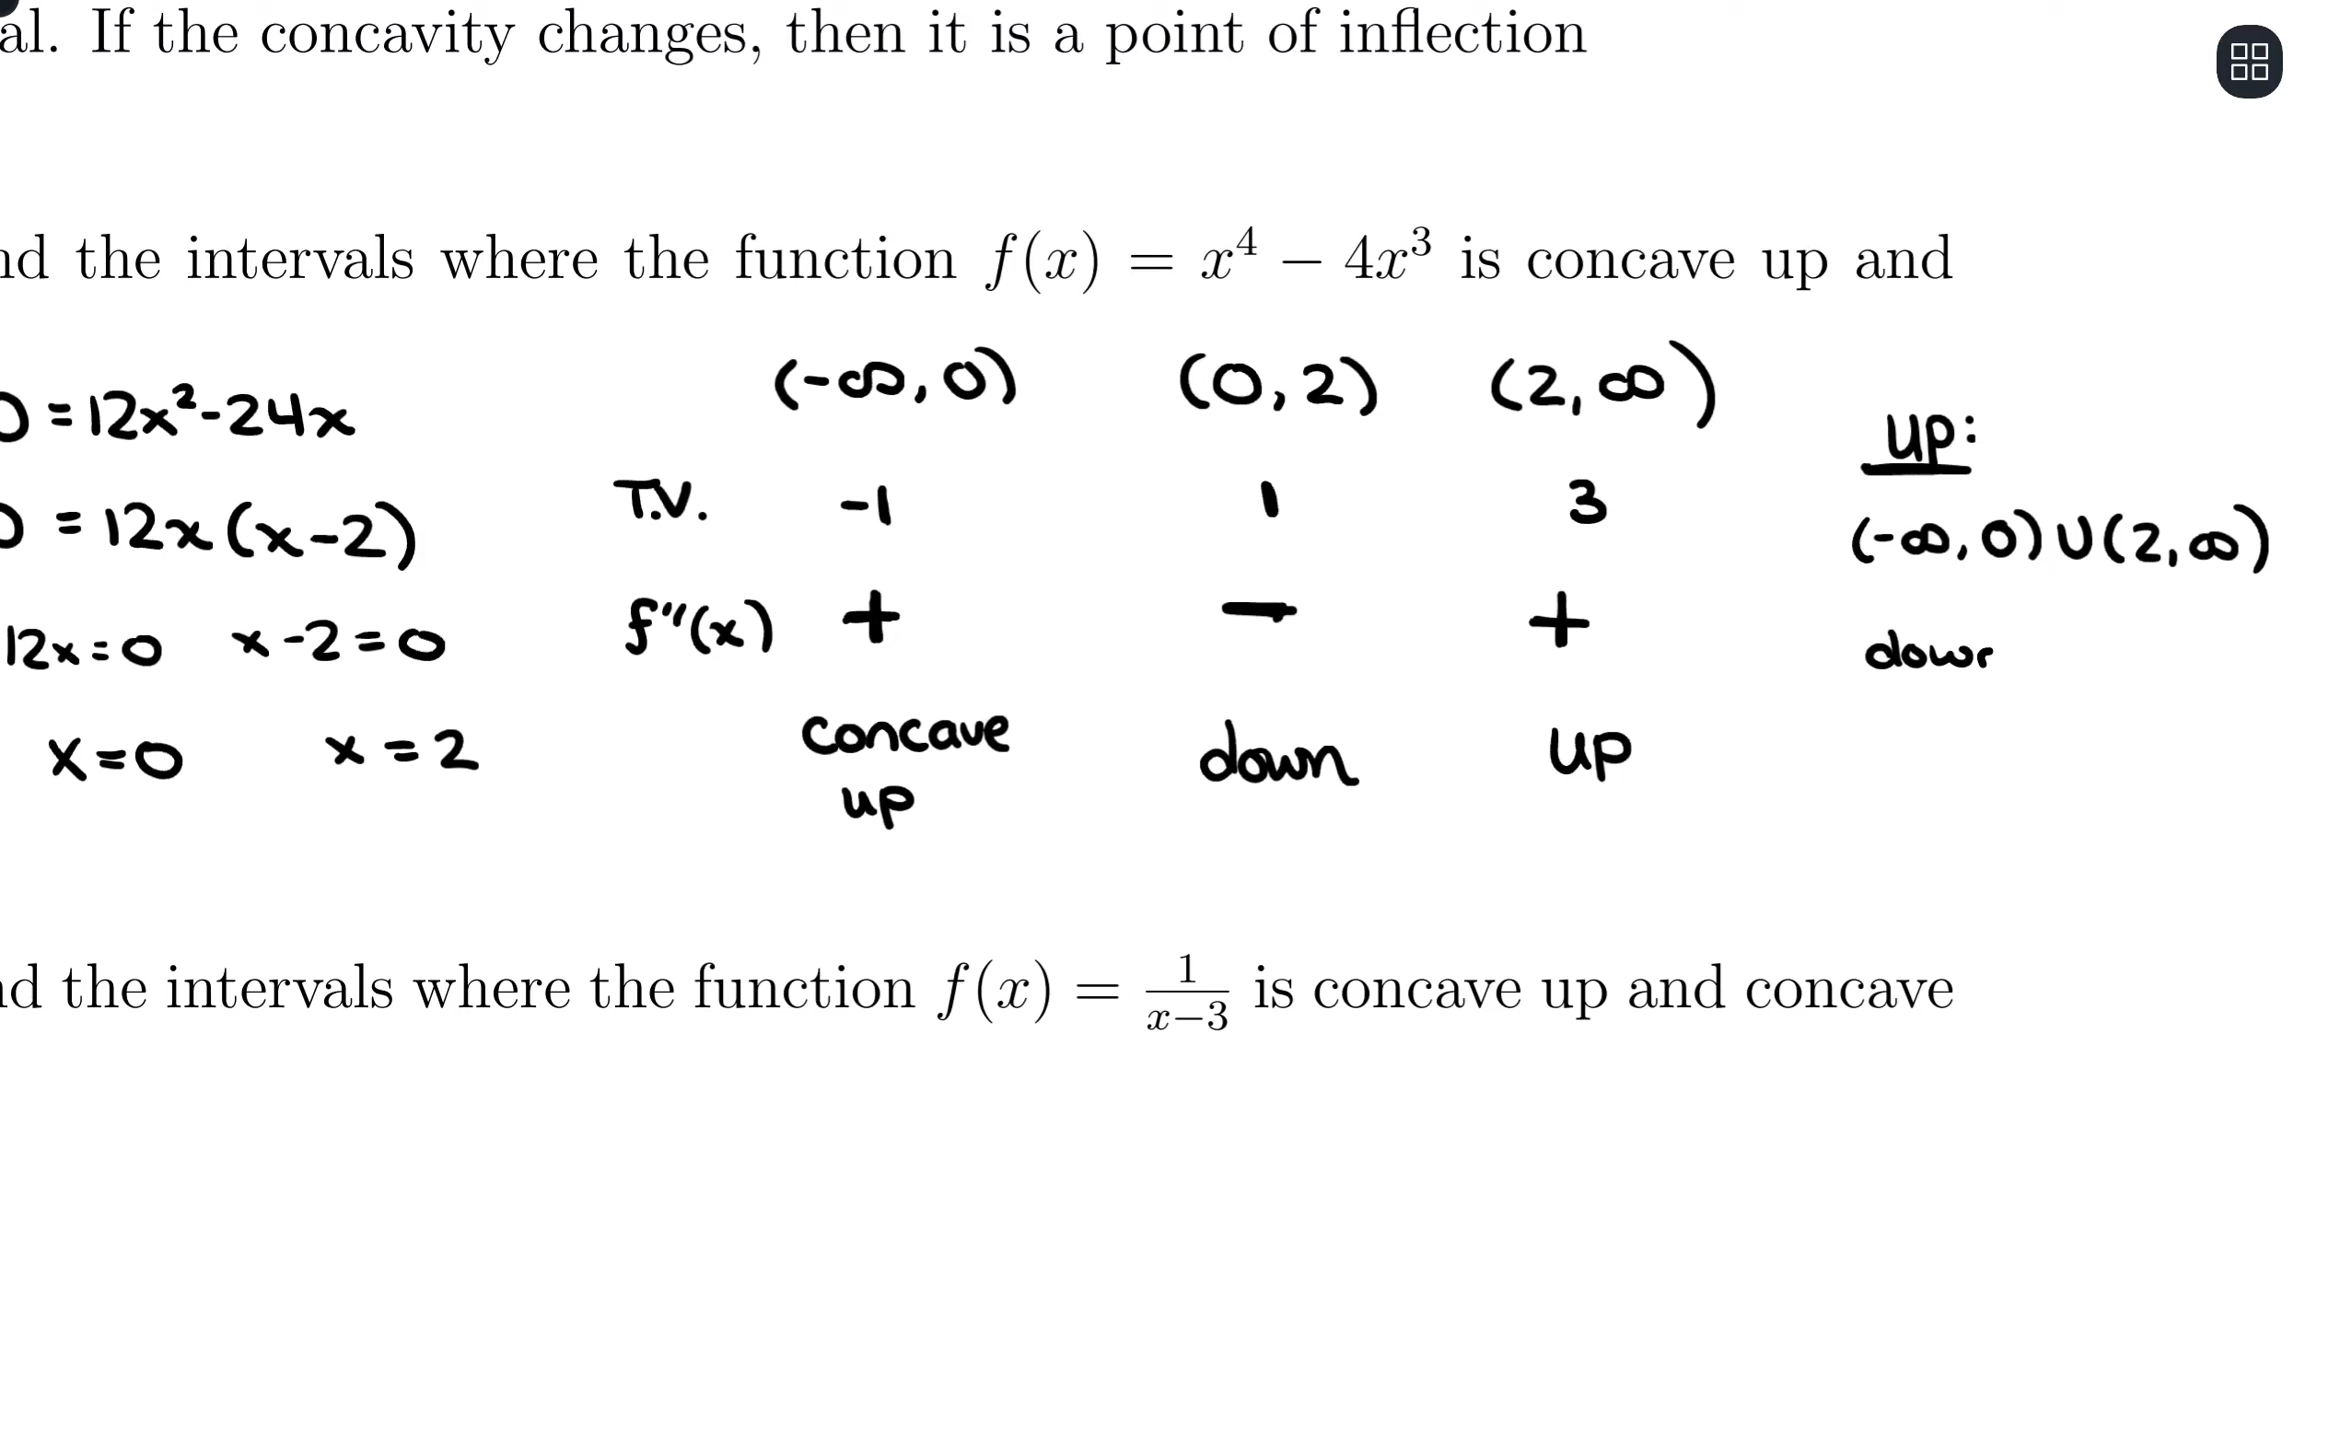 al. If the concavity changes, then it is a point of inflection
nd the intervals where the function f(x) = x⁴ − 4x³ is concave up and
(-∞,0) (0,2) (2,∞)
0=12x²-24x up:
T.V. -1 1 3
0=12x(x-2) (-∞,0)∪(2,∞)
f''(x) + − +
12x=0 x-2=0 down
x=0 x=2 concave down up
up
nd the intervals where the function f(x) = 1/(x−3) is concave up and concave